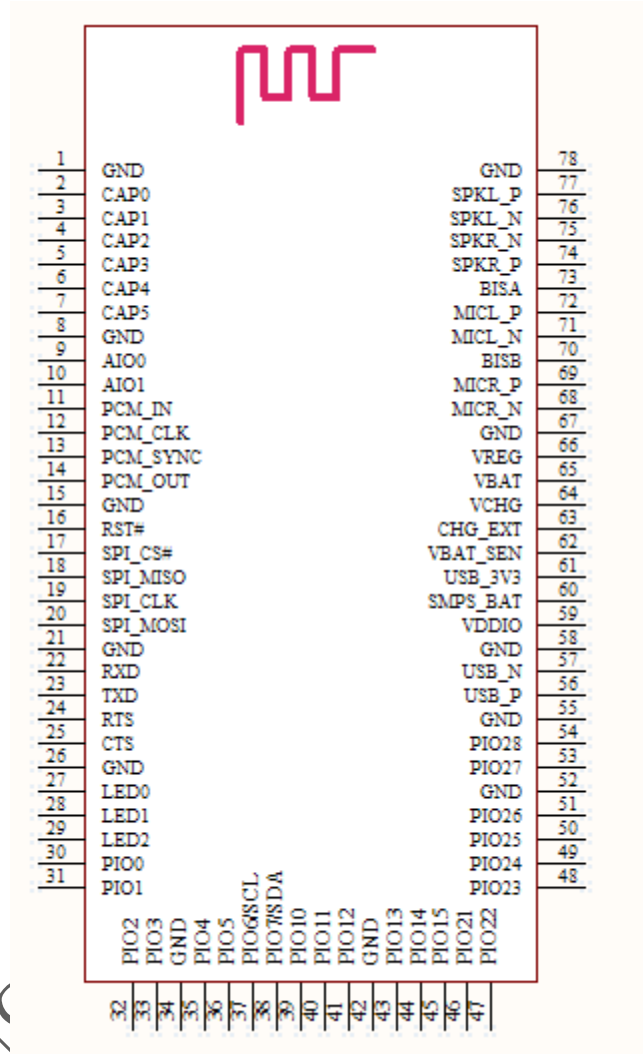 1 GND
2 CAP0
3 CAP1
4 CAP2
5 CAP3
6 CAP4
7 CAP5
8 GND
9 AIO0
10 AIO1
11 PCM_IN
12 PCM_CLK
13 PCM_SYNC
14 PCM_OUT
15 GND
16 RST#
17 SPI_CS#
18 SPI_MISO
19 SPI_CLK
20 SPI_MOSI
21 GND
22 RXD
23 TXD
24 RTS
25 CTS
26 GND
27 LED0
28 LED1
29 LED2
30 PIO0
31 PIO1
32 PIO2
33 PIO3
34 GND
35 PIO4
36 PIO5
37 PIO6/SCL
38 PIO7/SDA
39 PIO10
40 PIO11
41 PIO12
42 GND
43 PIO13
44 PIO14
45 PIO15
46 PIO21
47 PIO22
GND 78
SPKL_P 77
SPKL_N 76
SPKR_N 75
SPKR_P 74
BISA 73
MICL_P 72
MICL_N 71
BISB 70
MICR_P 69
MICR_N 68
GND 67
VREG 66
VBAT 65
VCHG 64
CHG_EXT 63
VBAT_SEN 62
USB_3V3 61
SMPS_BAT 60
VDDIO 59
GND 58
USB_N 57
USB_P 56
GND 55
PIO28 54
PIO27 53
GND 52
PIO26 51
PIO25 50
PIO24 49
PIO23 48